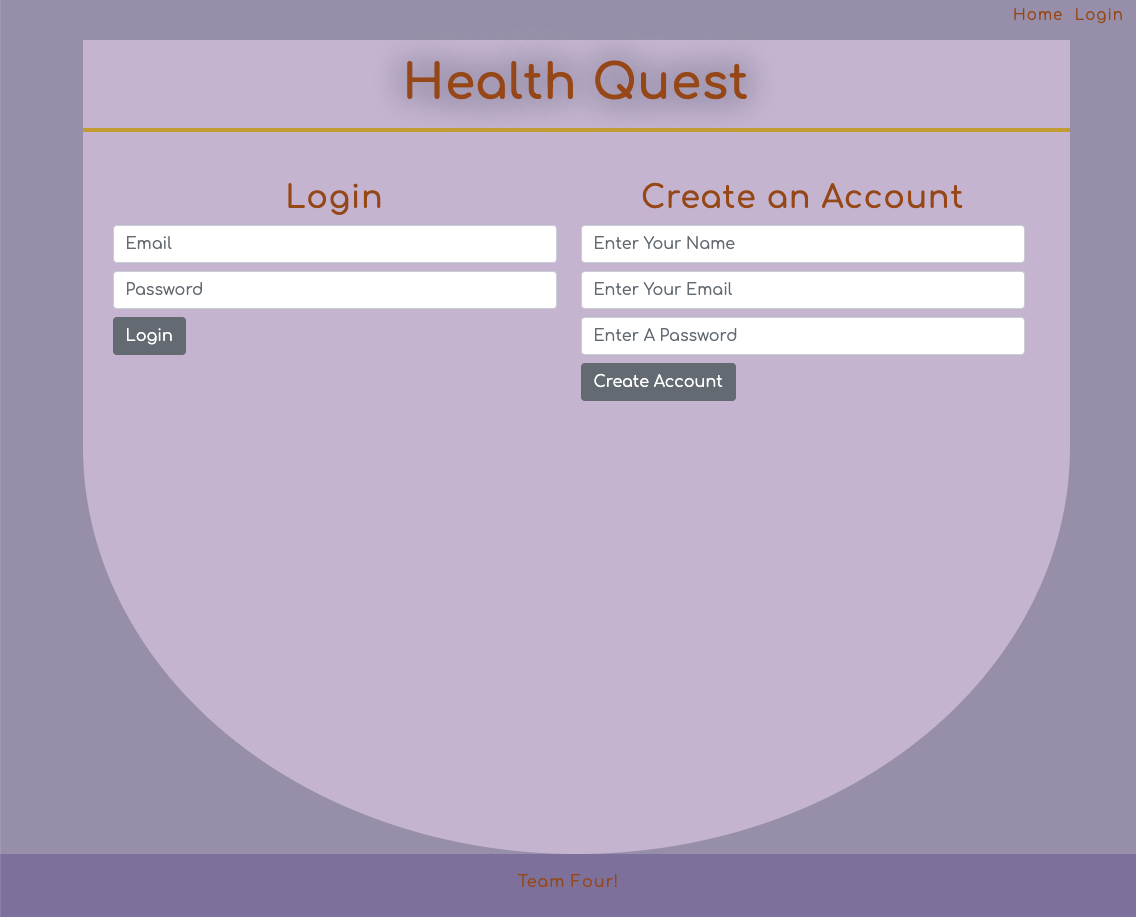 Home Login
Health Quest
Login
Email
Password
Login
Create an Account
Enter Your Name
Enter Your Email
Enter A Password
Create Account
Team Four!